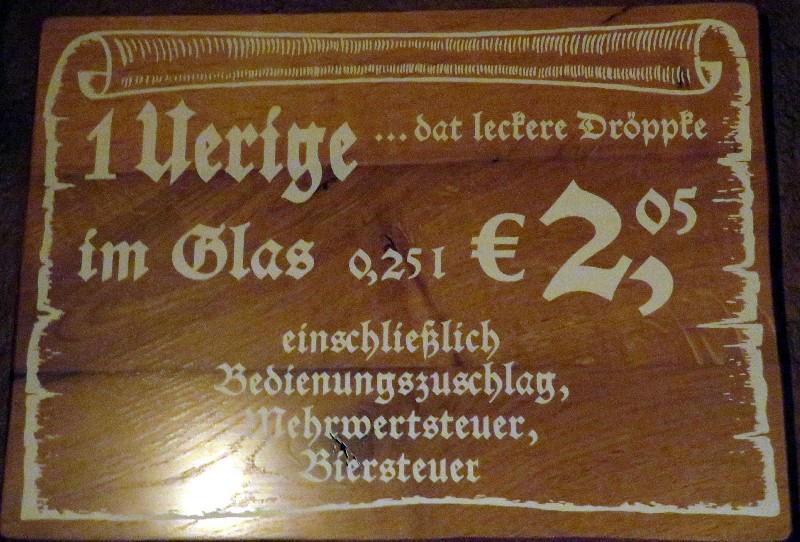 1 Uerige ...dat leckere Dröppke
im Glas 0,25 l € 2,05
einschließlich
Bedienungszuschlag,
Mehrwertsteuer,
Biersteuer